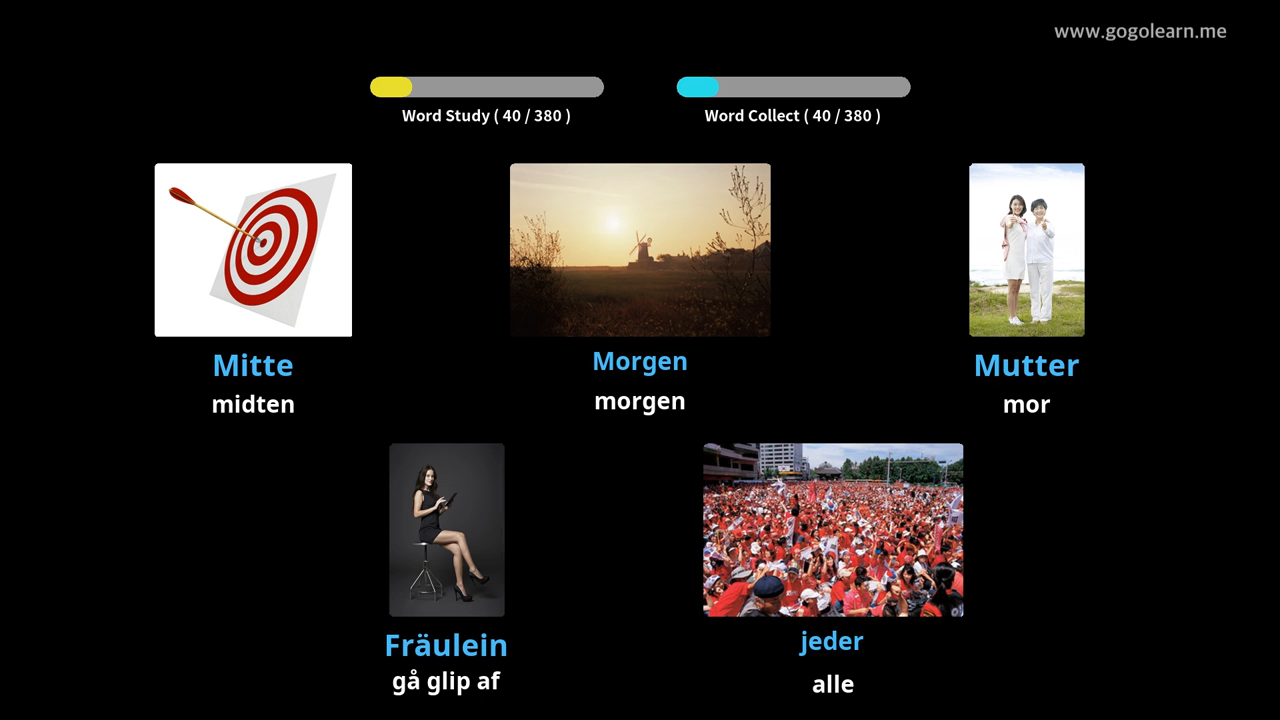 www.gogolearn.me
Word Study ( 40 / 380 )
Word Collect ( 40 / 380 )
Mitte
midten
Morgen
morgen
Mutter
mor
Fräulein
gå glip af
jeder
alle